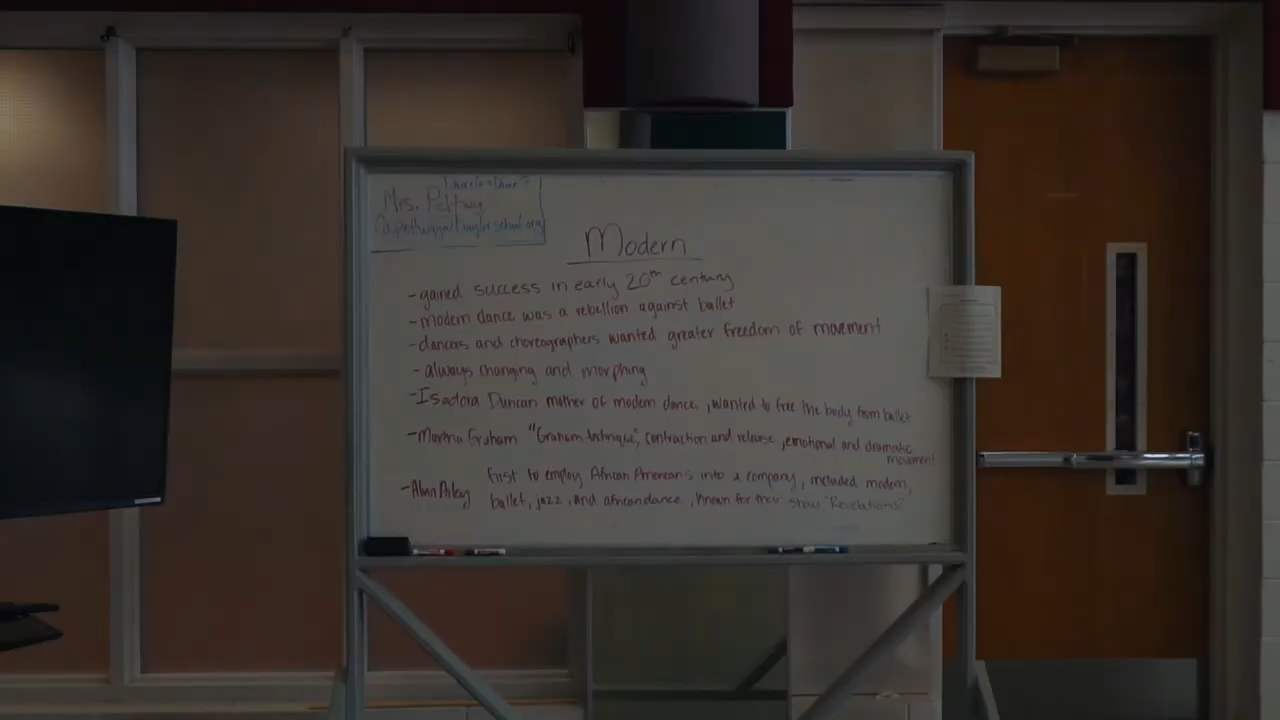 Mrs. Pettway
Modern
-gained success in early 20th century
-modern dance was a rebellion against ballet
-dancers and choreographers wanted greater freedom of movement
-always changing and morphing
-Isadora Duncan mother of modern dance, wanted to free the body from ballet
-Martha Graham "Graham technique", contraction and release, emotional and dramatic
movement
first to employ African American's into a company, included modern,
-Alvin Ailey ballet, jazz, and african dance, known for their show "Revelations"